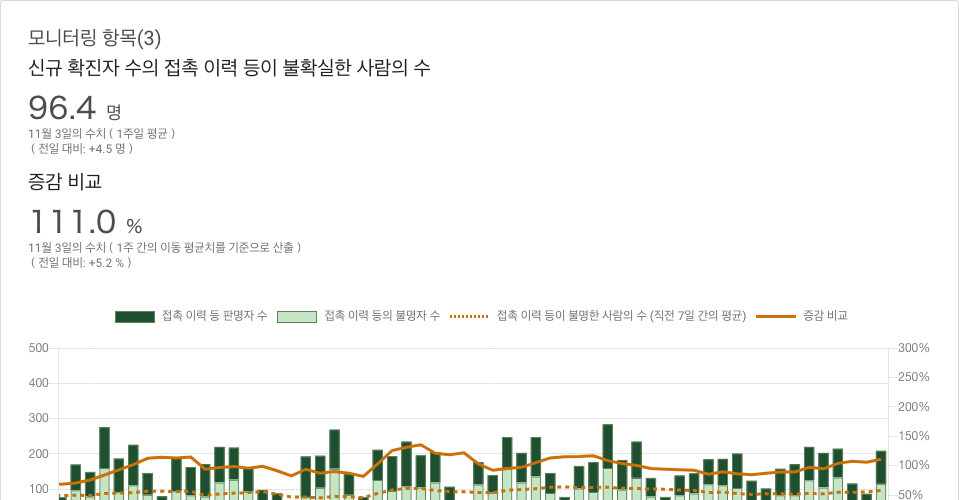 모니터링 항목(3)
신규 확진자 수의 접촉 이력 등이 불확실한 사람의 수
96.4 명
11월 3일의 수치 ( 1주일 평균 )
( 전일 대비: +4.5 명 )
증감 비교
111.0 %
11월 3일의 수치 ( 1주 간의 이동 평균치를 기준으로 산출 )
( 전일 대비: +5.2 % )
접촉 이력 등 판명자 수 접촉 이력 등의 불명자 수 접촉 이력 등이 불명한 사람의 수 (직전 7일 간의 평균) 증감 비교
500 300%
250%
400
200%
300
150%
200
100%
100
50%